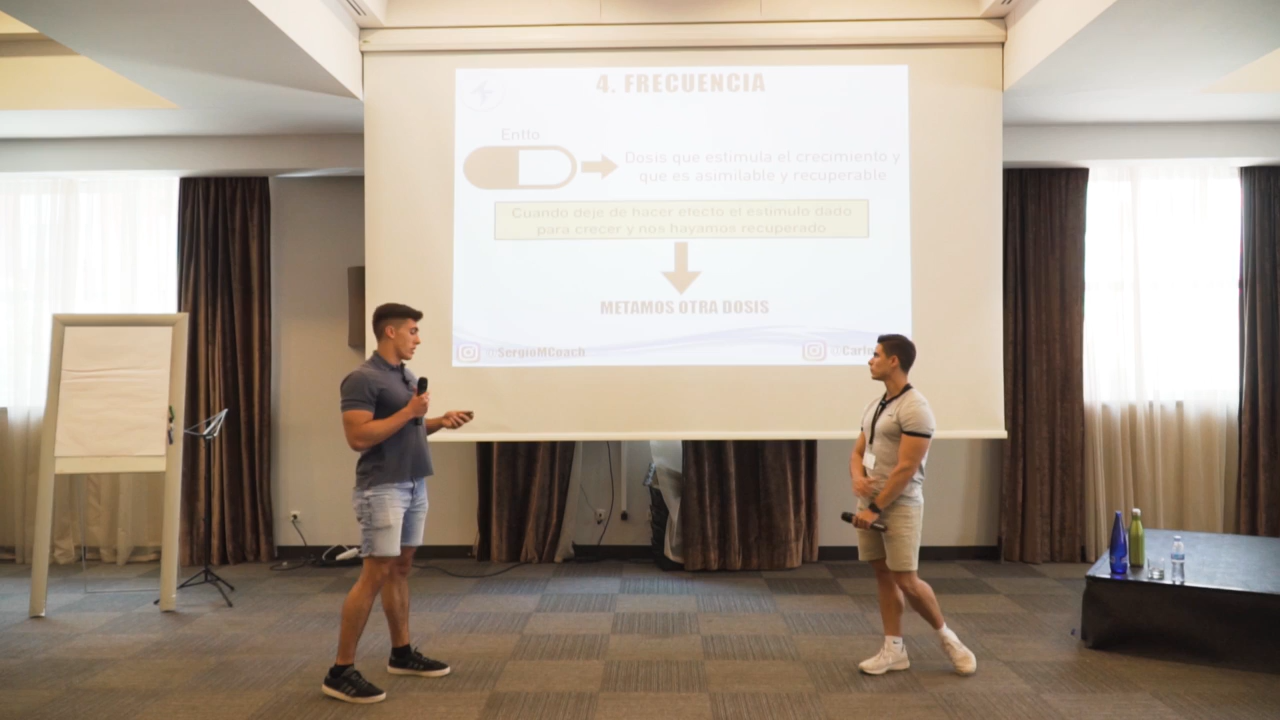 4. FRECUENCIA
Entto
Dosis que estimula el crecimiento y
que es asimilable y recuperable
Cuando deje de hacer efecto el estimulo dado
para crecer y nos hayamos recuperado
METAMOS OTRA DOSIS
@SergioMCoach
@Carlo